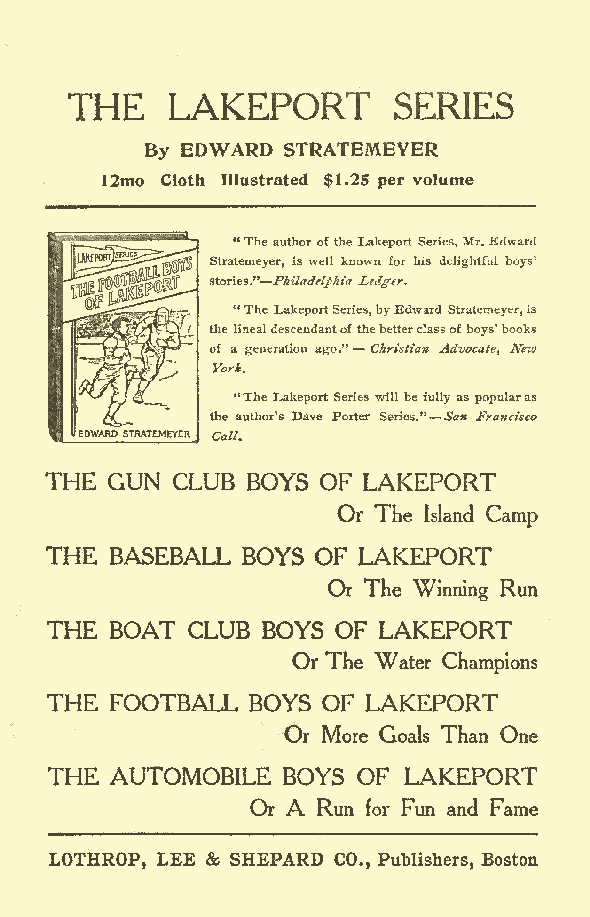 THE LAKEPORT SERIES
By EDWARD STRATEMEYER
12mo Cloth Illustrated $1.25 per volume
LAKEPORT SERIES
THE FOOTBALL BOYS
OF LAKEPORT
EDWARD STRATEMEYER
"The author of the Lakeport Series, Mr. Edward
Stratemeyer, is well known for his delightful boys'
stories."—Philadelphia Ledger.
"The Lakeport Series, by Edward Stratemeyer, is
the lineal descendant of the better class of boys' books
of a generation ago."— Christian Advocate, New
York.
"The Lakeport Series will be fully as popular as
the author's Dave Porter Series."—San Francisco
Call.
THE GUN CLUB BOYS OF LAKEPORT
Or The Island Camp
THE BASEBALL BOYS OF LAKEPORT
Or The Winning Run
THE BOAT CLUB BOYS OF LAKEPORT
Or The Water Champions
THE FOOTBALL BOYS OF LAKEPORT
Or More Goals Than One
THE AUTOMOBILE BOYS OF LAKEPORT
Or A Run for Fun and Fame
LOTHROP, LEE & SHEPARD CO., Publishers, Boston